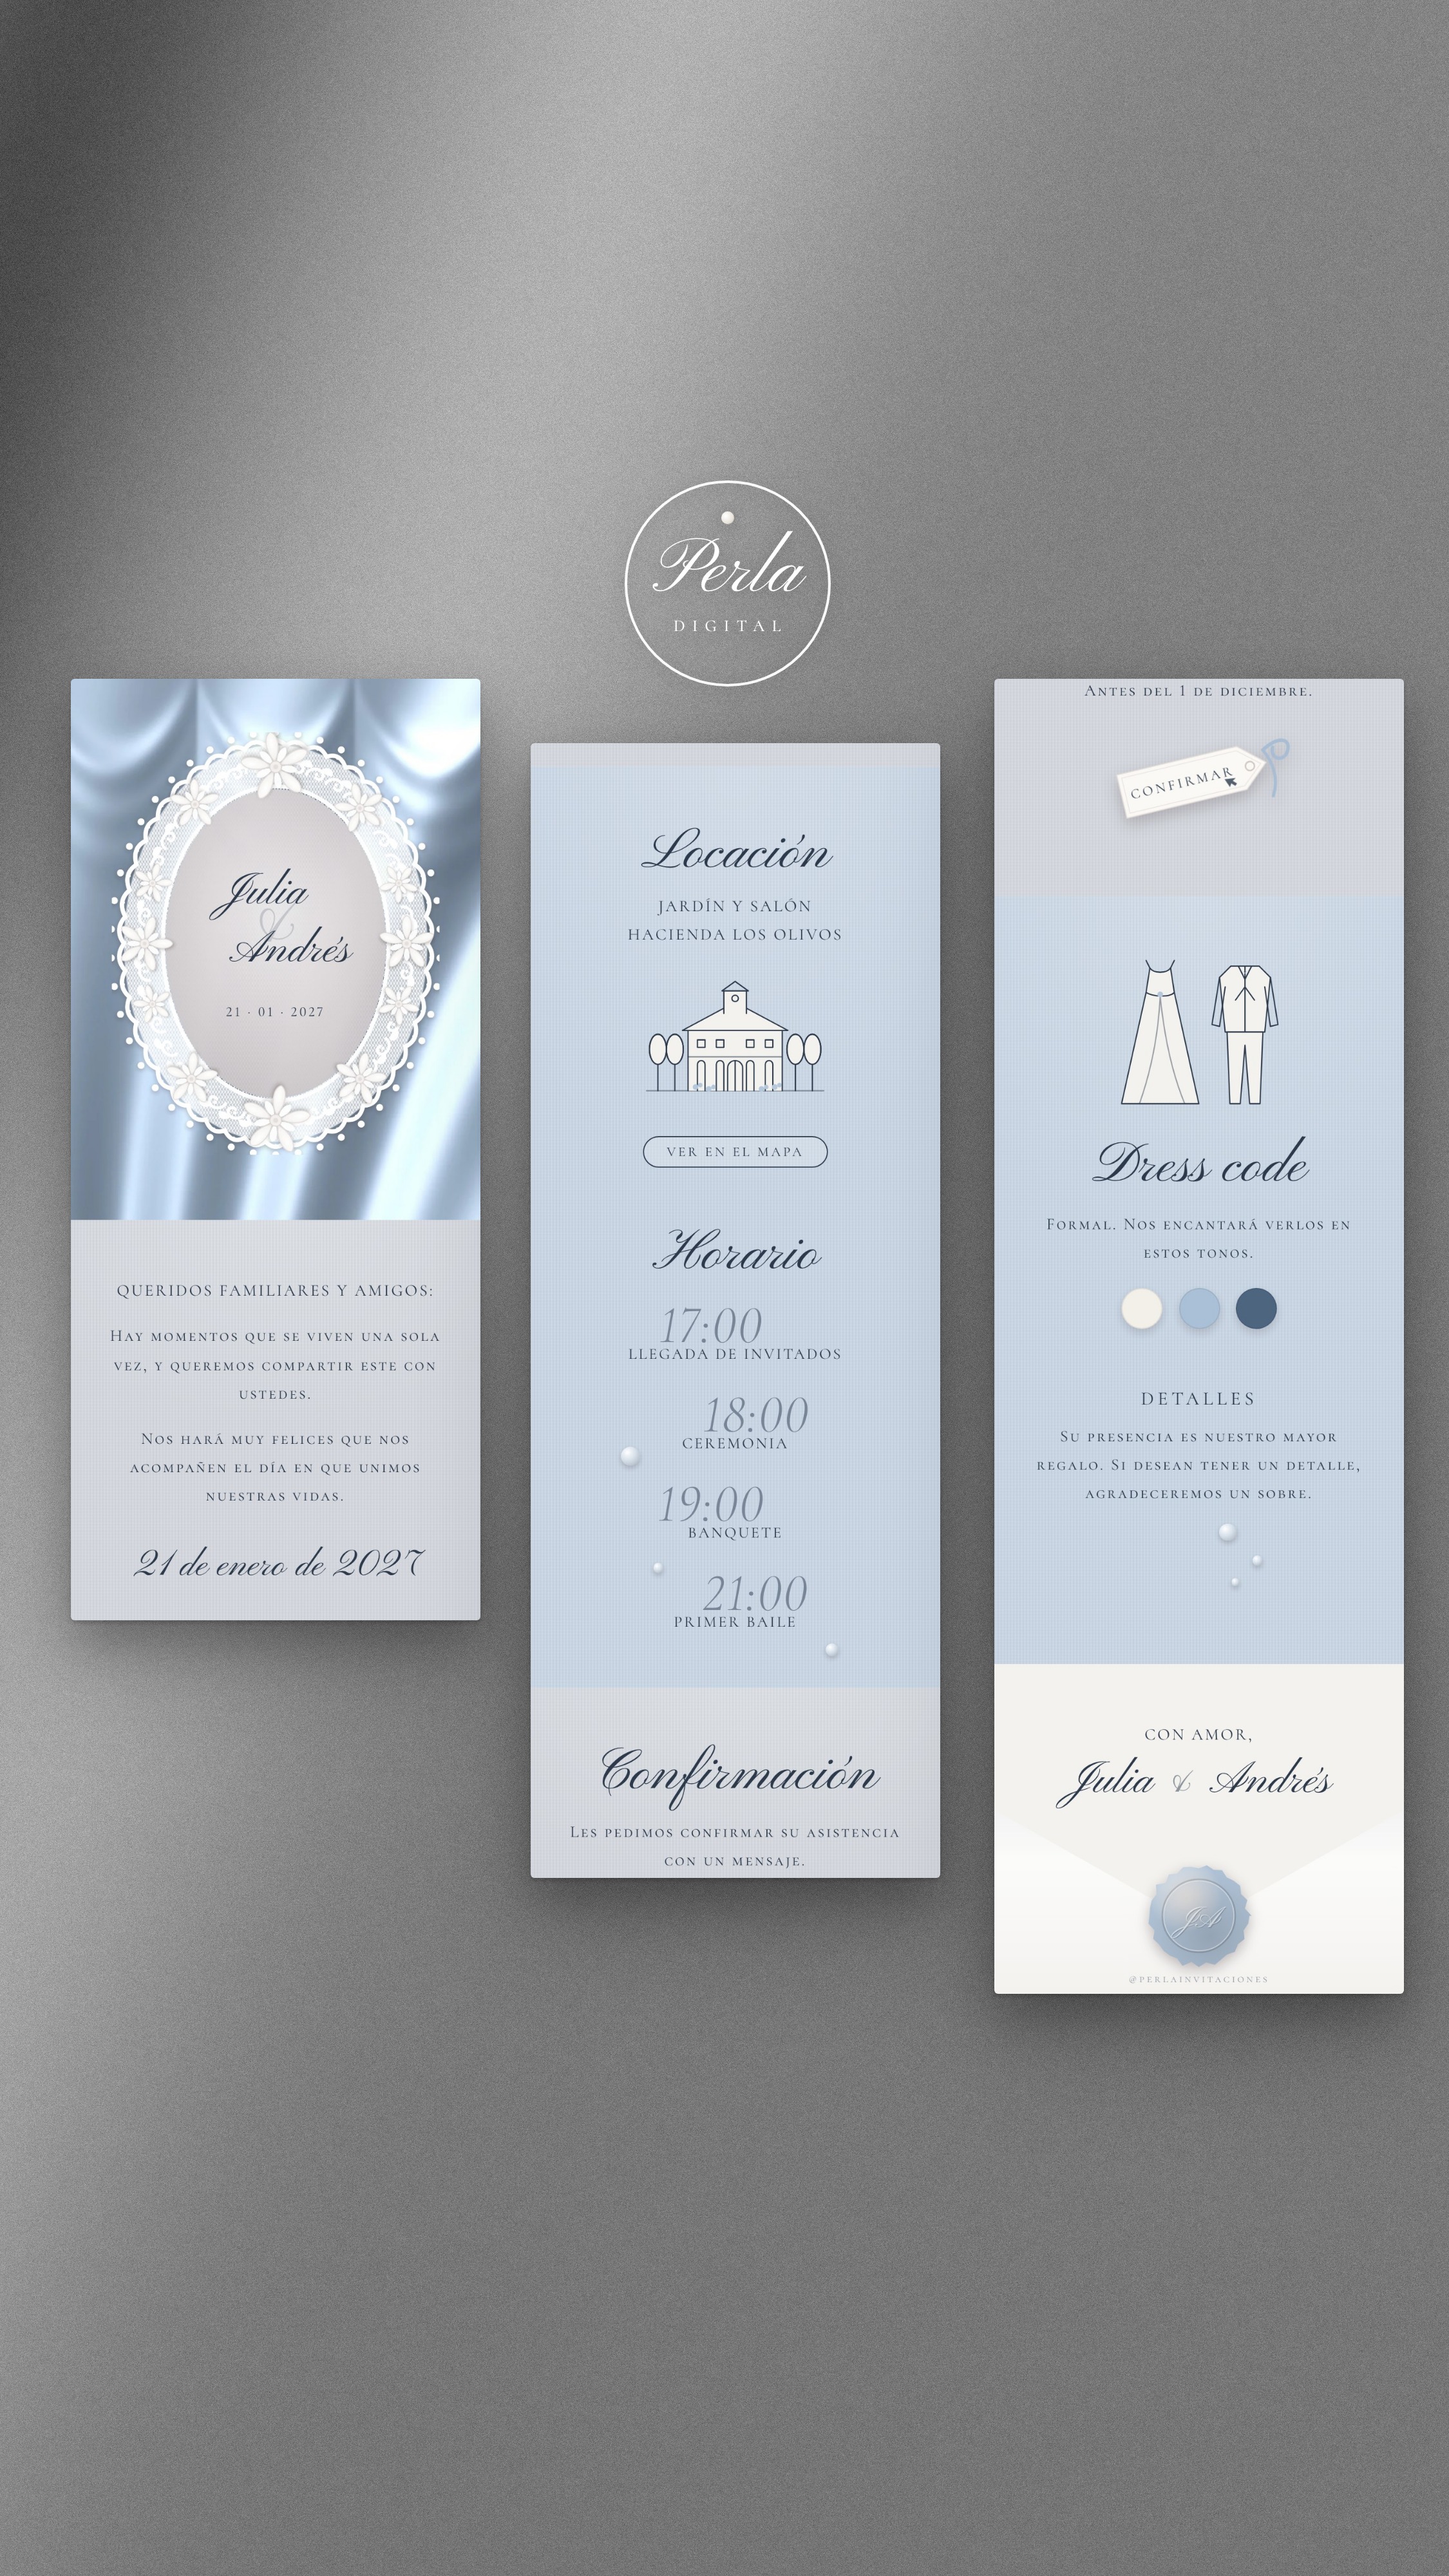 Perla
DIGITAL
Julia
&
Andrés
21 · 01 · 2027
QUERIDOS FAMILIARES Y AMIGOS:
Hay momentos que se viven una sola
vez, y queremos compartir este con
ustedes.
Nos hará muy felices que nos
acompañen el día en que unimos
nuestras vidas.
21 de enero de 2027
Locación
JARDÍN Y SALÓN
HACIENDA LOS OLIVOS
VER EN EL MAPA
Horario
17:00
LLEGADA DE INVITADOS
18:00
CEREMONIA
19:00
BANQUETE
21:00
PRIMER BAILE
Confirmación
Les pedimos confirmar su asistencia
con un mensaje.
Antes del 1 de diciembre.
CONFIRMAR
Dress code
Formal. Nos encantará verlos en
estos tonos.
DETALLES
Su presencia es nuestro mayor
regalo. Si desean tener un detalle,
agradeceremos un sobre.
CON AMOR,
Julia & Andrés
JA
@PERLAINVITACIONES